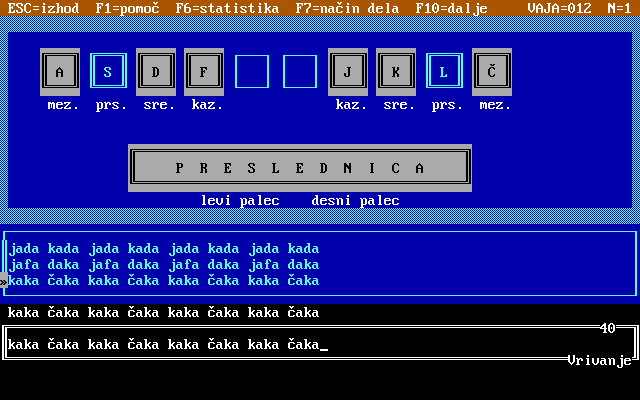 ESC=izhod F1=pomoč F6=statistika F7=način dela F10=dalje VAJA=012 N=1
A S D F J K L Č
mez. prs. sre. kaz. kaz. sre. prs. mez.
P R E S L E D N I C A
levi palec desni palec
jada kada jada kada jada kada jada kada
jafa daka jafa daka jafa daka jafa daka
» kaka čaka kaka čaka kaka čaka kaka čaka
kaka čaka kaka čaka kaka čaka kaka čaka
40
kaka čaka kaka čaka kaka čaka kaka čaka_
Vrivanje